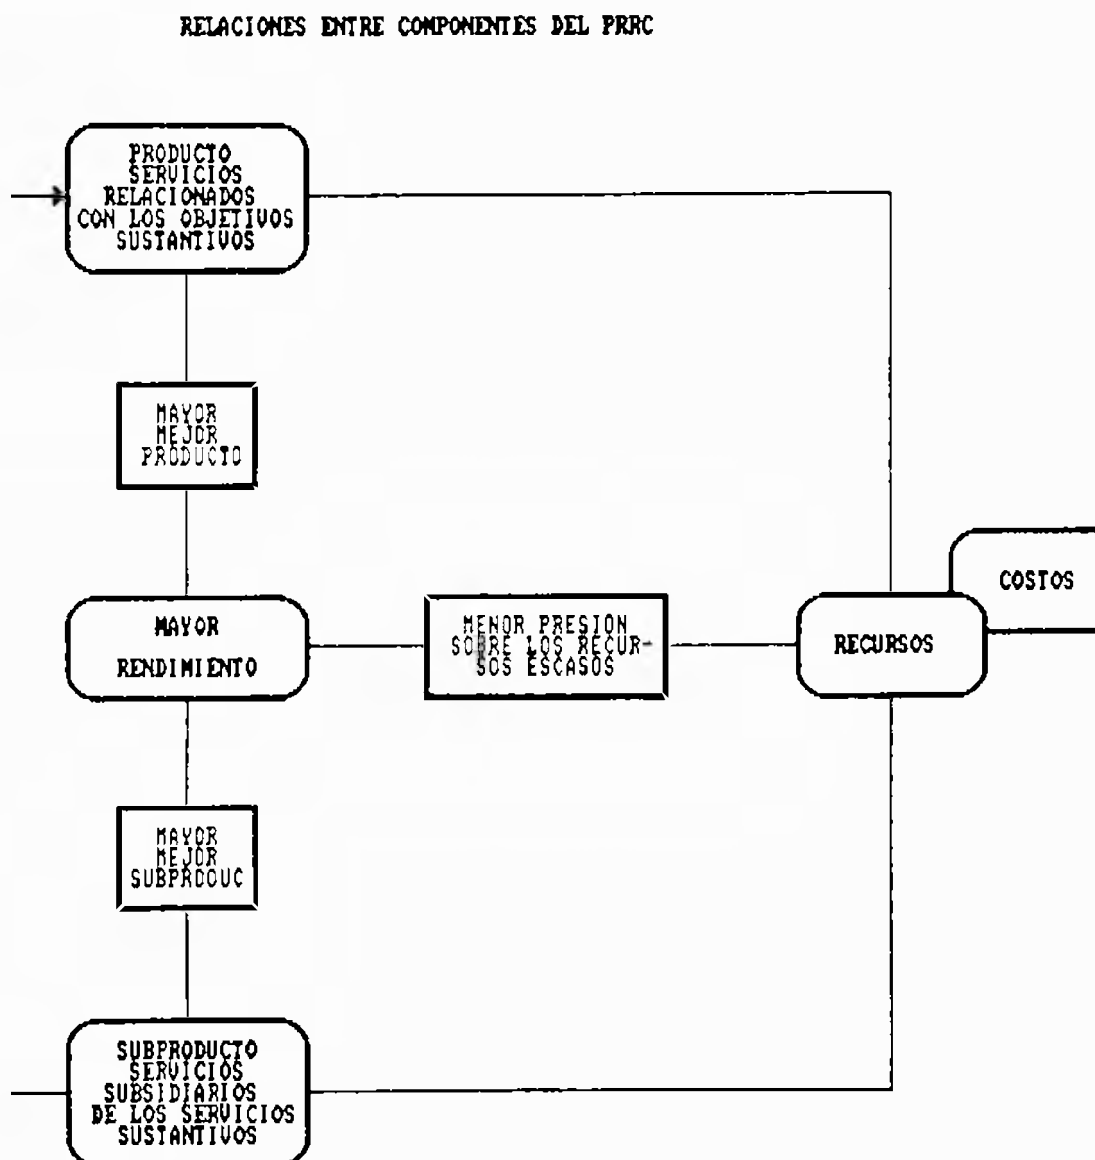 RELACIONES ENTRE COMPONENTES DEL PRRC
PRODUCTO
SERVICIOS
RELACIONADOS
CON LOS OBJETIVOS
SUSTANTIVOS
MAYOR
MEJOR
PRODUCTO
MAYOR
RENDIMIENTO
MENOR PRESION
SOBRE LOS RECUR-
SOS ESCASOS
RECURSOS
COSTOS
MAYOR
MEJOR
SUBPRODUC
SUBPRODUCTO
SERVICIOS
SUBSIDIARIOS
DE LOS SERVICIOS
SUSTANTIVOS